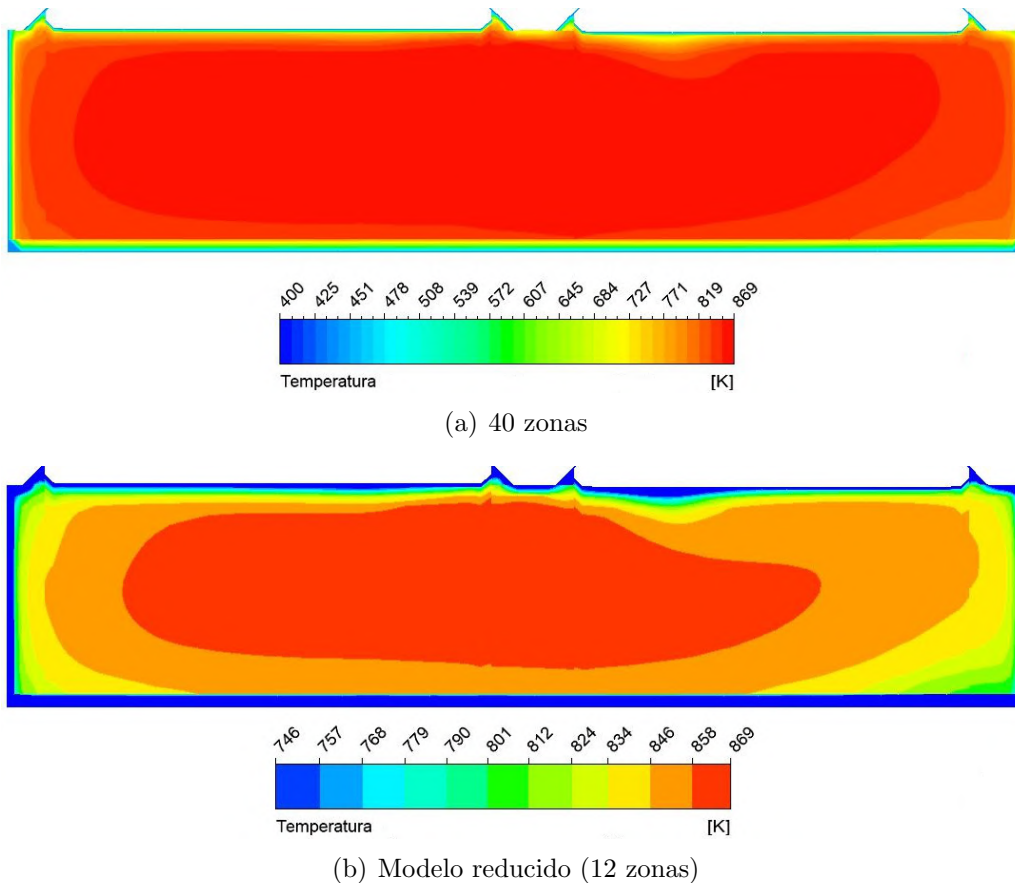 400 425 451 478 508 539 572 607 645 684 727 771 819 869
Temperatura [K]
(a) 40 zonas
746 757 768 779 790 801 812 824 834 846 858 869
Temperatura [K]
(b) Modelo reducido (12 zonas)